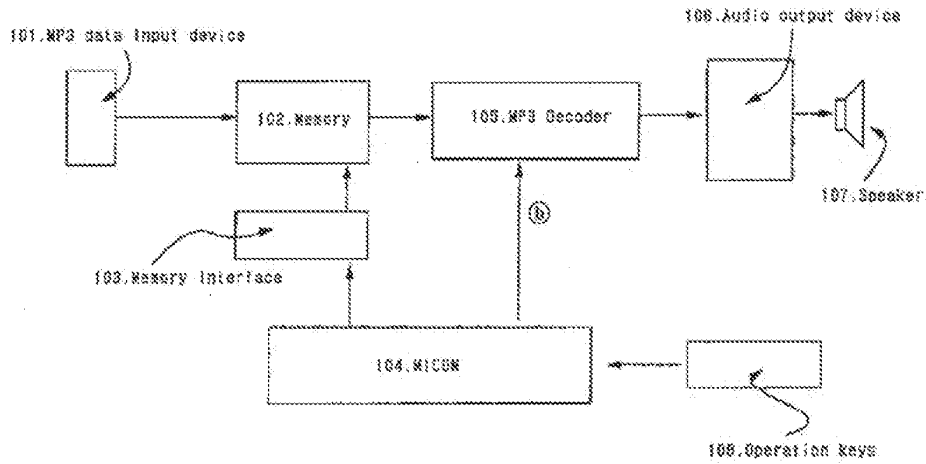 106.Audio output device
101.MP3 data Input device
102.Memory
105.MP3 Decoder
107.Speaker
b
103.Memory Interface
104.MICON
108.Operation keys